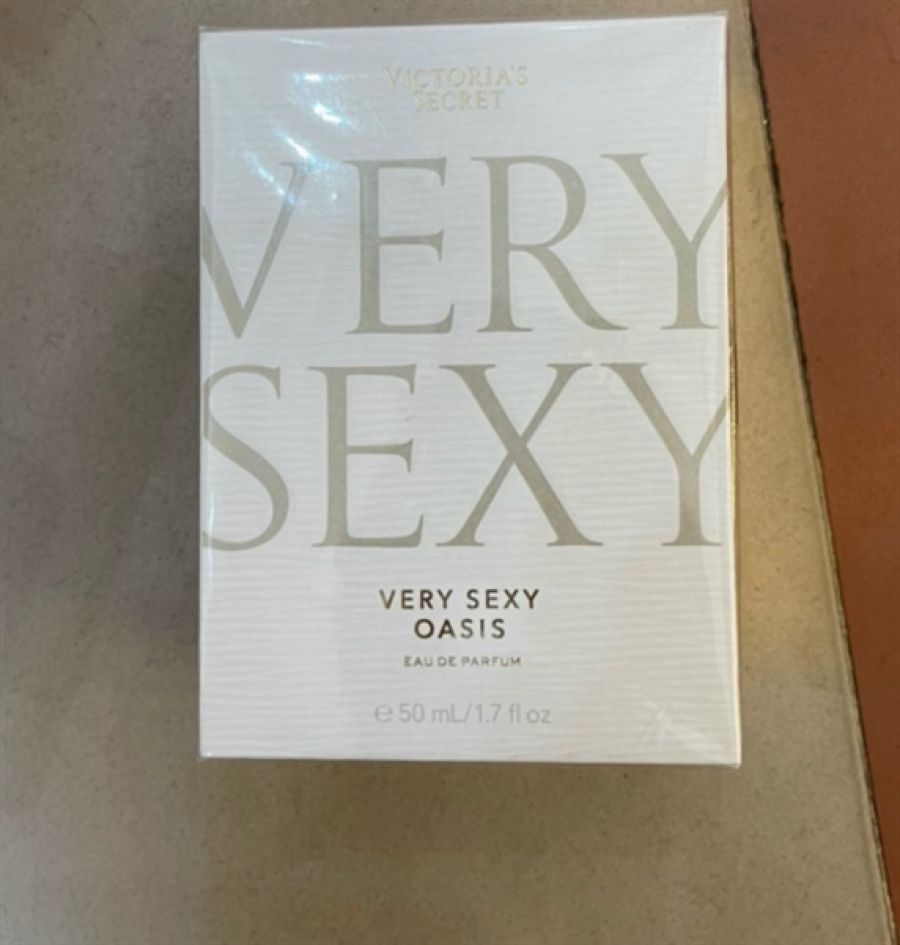 VICTORIA'S
SECRET
VERY
SEXY
VERY SEXY
OASIS
EAU DE PARFUM
℮ 50 mL/1.7 fl oz